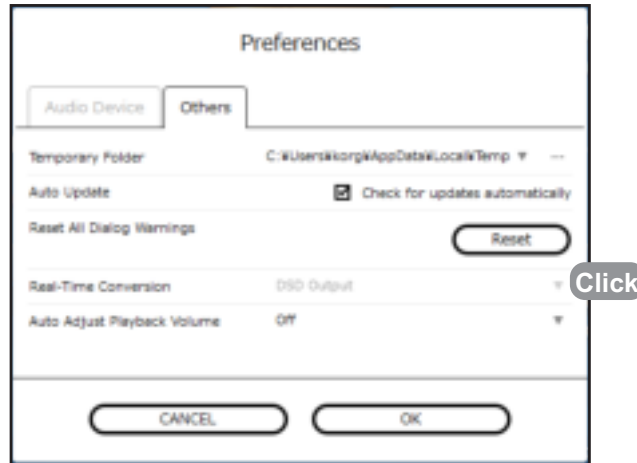 Preferences
Audio Device Others
Temporary Folder C:¥Users¥korg¥AppData¥Local¥Temp ▼ ...
Auto Update Check for updates automatically
Reset All Dialog Warnings Reset
Real-Time Conversion DSD Output ▼ Click
Auto Adjust Playback Volume Off ▼
CANCEL OK